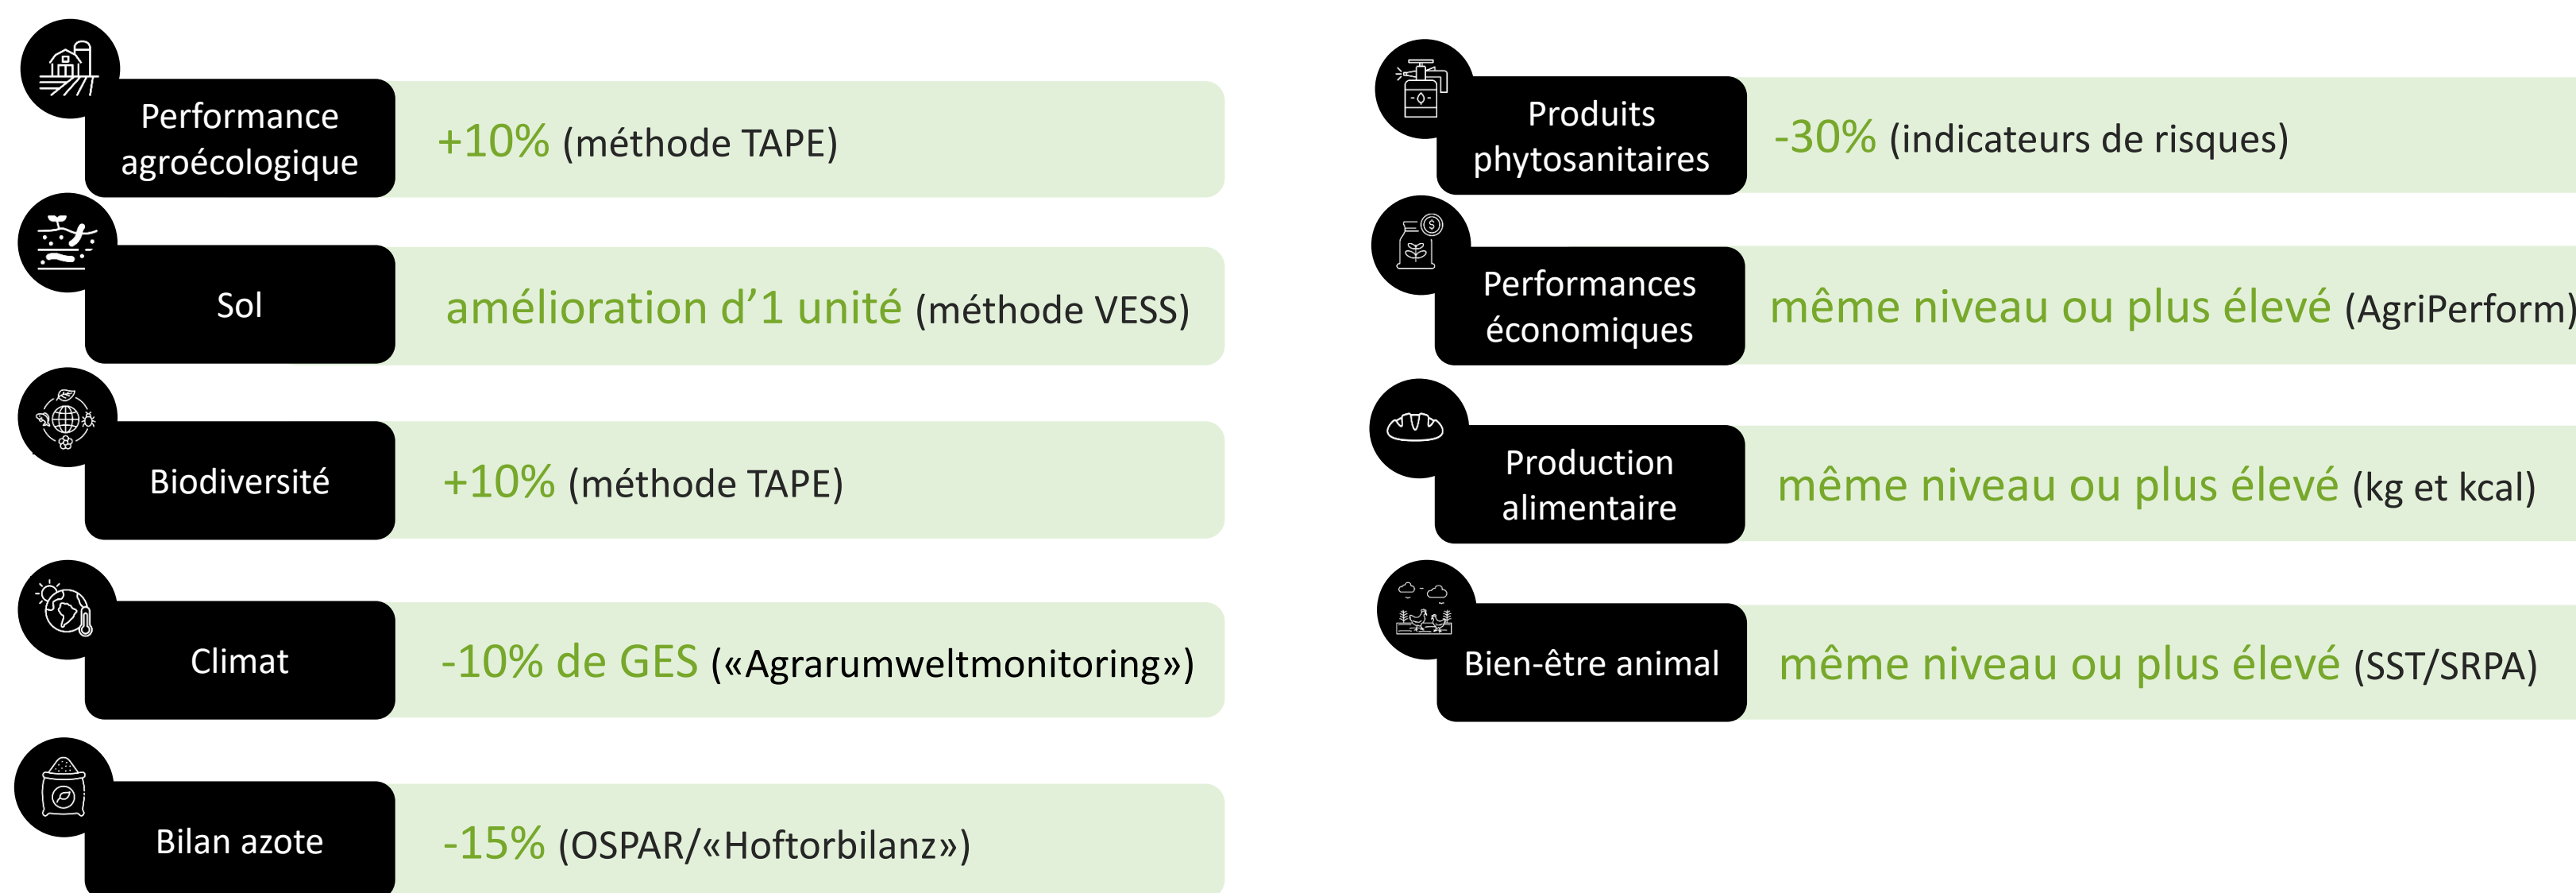 Performance
agroécologique
+10% (méthode TAPE)
Sol
amélioration d’1 unité (méthode VESS)
Biodiversité
+10% (méthode TAPE)
Climat
-10% de GES («Agrarumweltmonitoring»)
Bilan azote
-15% (OSPAR/«Hoftorbilanz»)
Produits
phytosanitaires
-30% (indicateurs de risques)
Performances
économiques
même niveau ou plus élevé (AgriPerform)
Production
alimentaire
même niveau ou plus élevé (kg et kcal)
Bien-être animal
même niveau ou plus élevé (SST/SRPA)